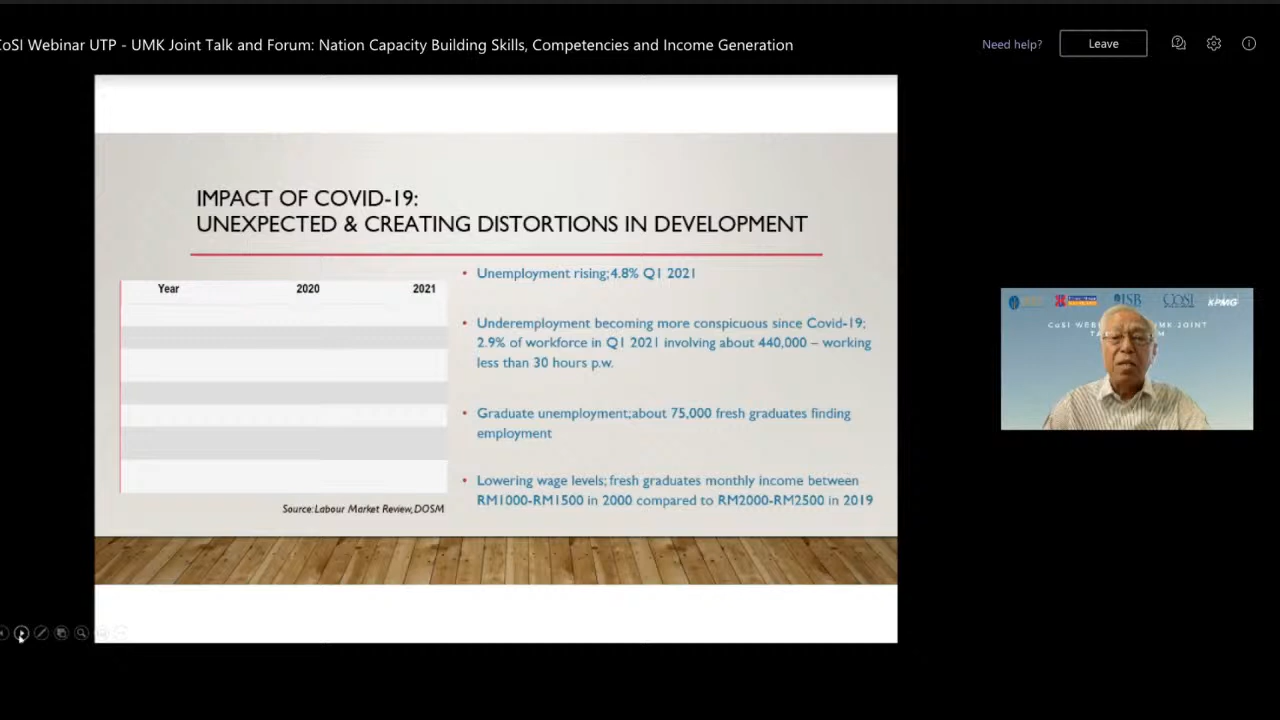 CoSI Webinar UTP - UMK Joint Talk and Forum: Nation Capacity Building Skills, Competencies and Income Generation
Need help?
Leave
IMPACT OF COVID-19:
UNEXPECTED & CREATING DISTORTIONS IN DEVELOPMENT
Year 2020 2021
Source: Labour Market Review, DOSM
• Unemployment rising; 4.8% Q1 2021
• Underemployment becoming more conspicuous since Covid-19;
2.9% of workforce in Q1 2021 involving about 440,000 – working
less than 30 hours p.w.
• Graduate unemployment; about 75,000 fresh graduates finding
employment
• Lowering wage levels; fresh graduates monthly income between
RM1000-RM1500 in 2000 compared to RM2000-RM2500 in 2019
ISB
CoSI
KPMG
CoSI WEB
UMK JOINT